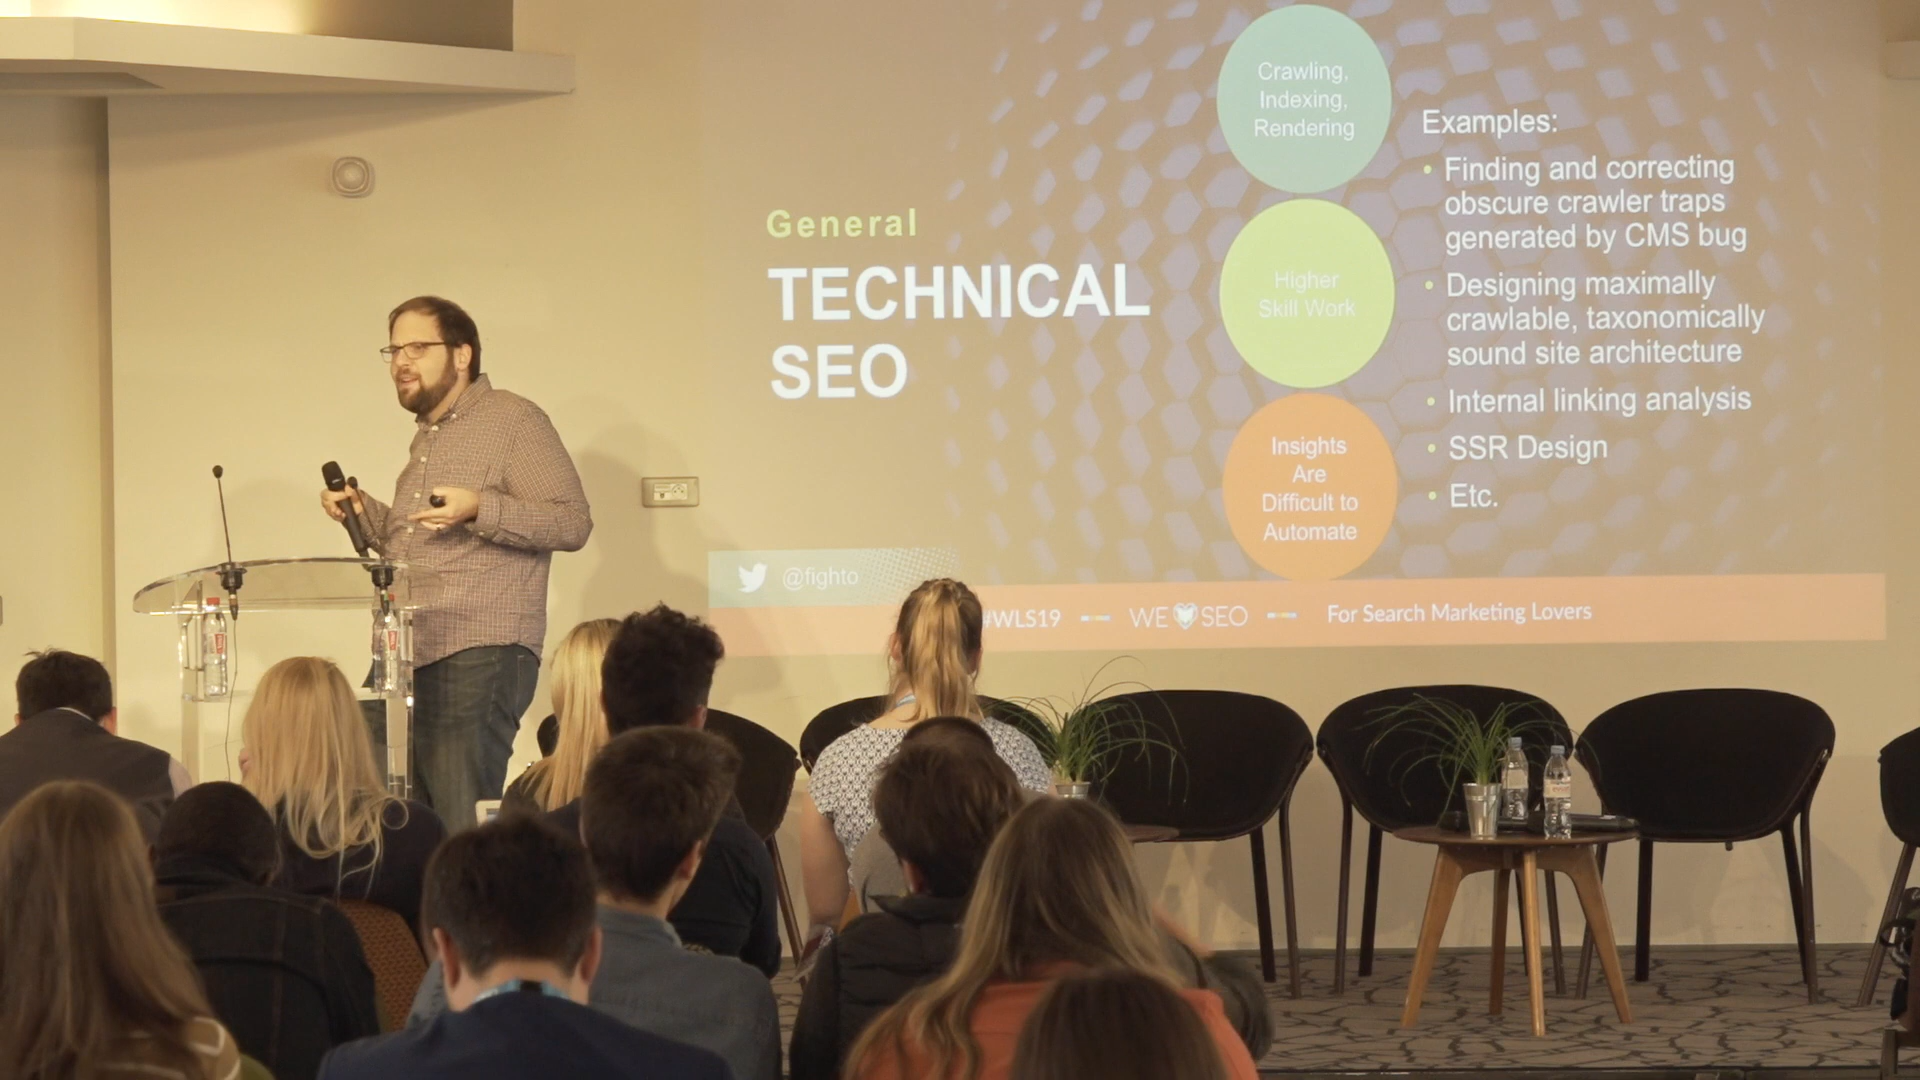 General
TECHNICAL
SEO
Crawling,
Indexing,
Rendering
Higher
Skill Work
Insights
Are
Difficult to
Automate
Examples:
• Finding and correcting
obscure crawler traps
generated by CMS bug
• Designing maximally
crawlable, taxonomically
sound site architecture
• Internal linking analysis
• SSR Design
• Etc.
@fighto
#WLS19
WE SEO
For Search Marketing Lovers